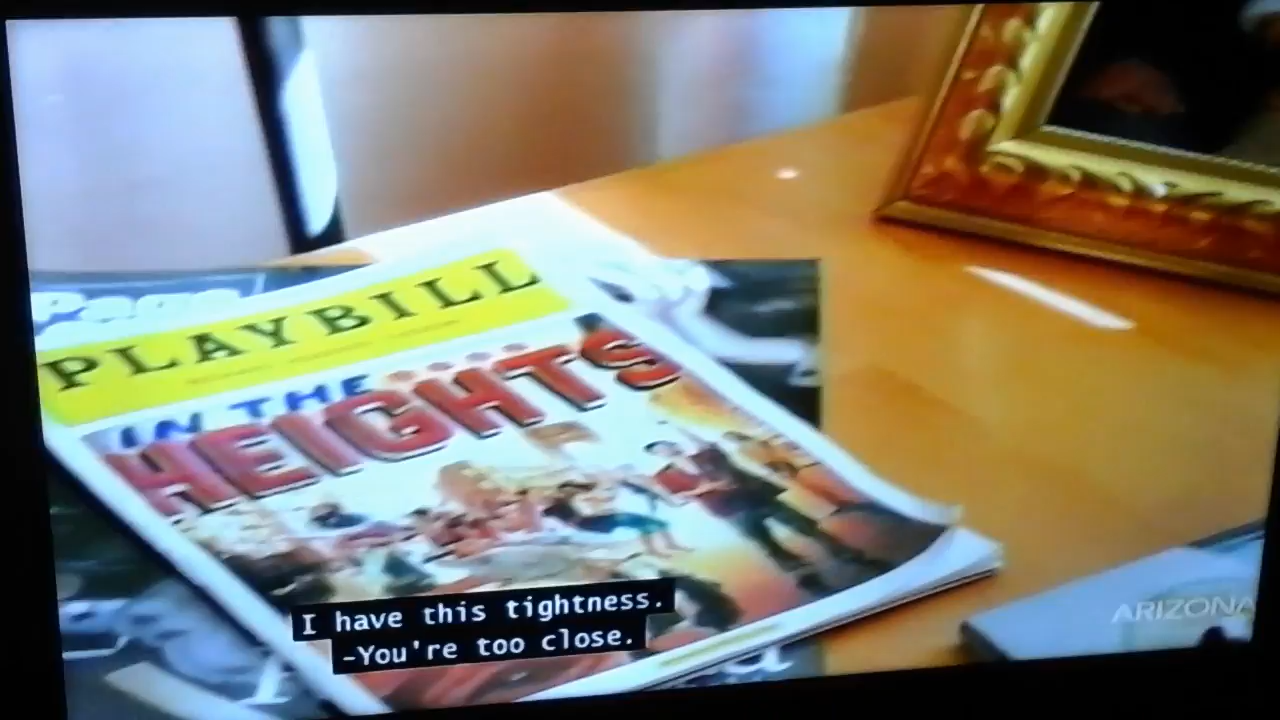 PLAYBILL
IN THE
HEIGHTS
I have this tightness.
-You're too close.
ARIZONA